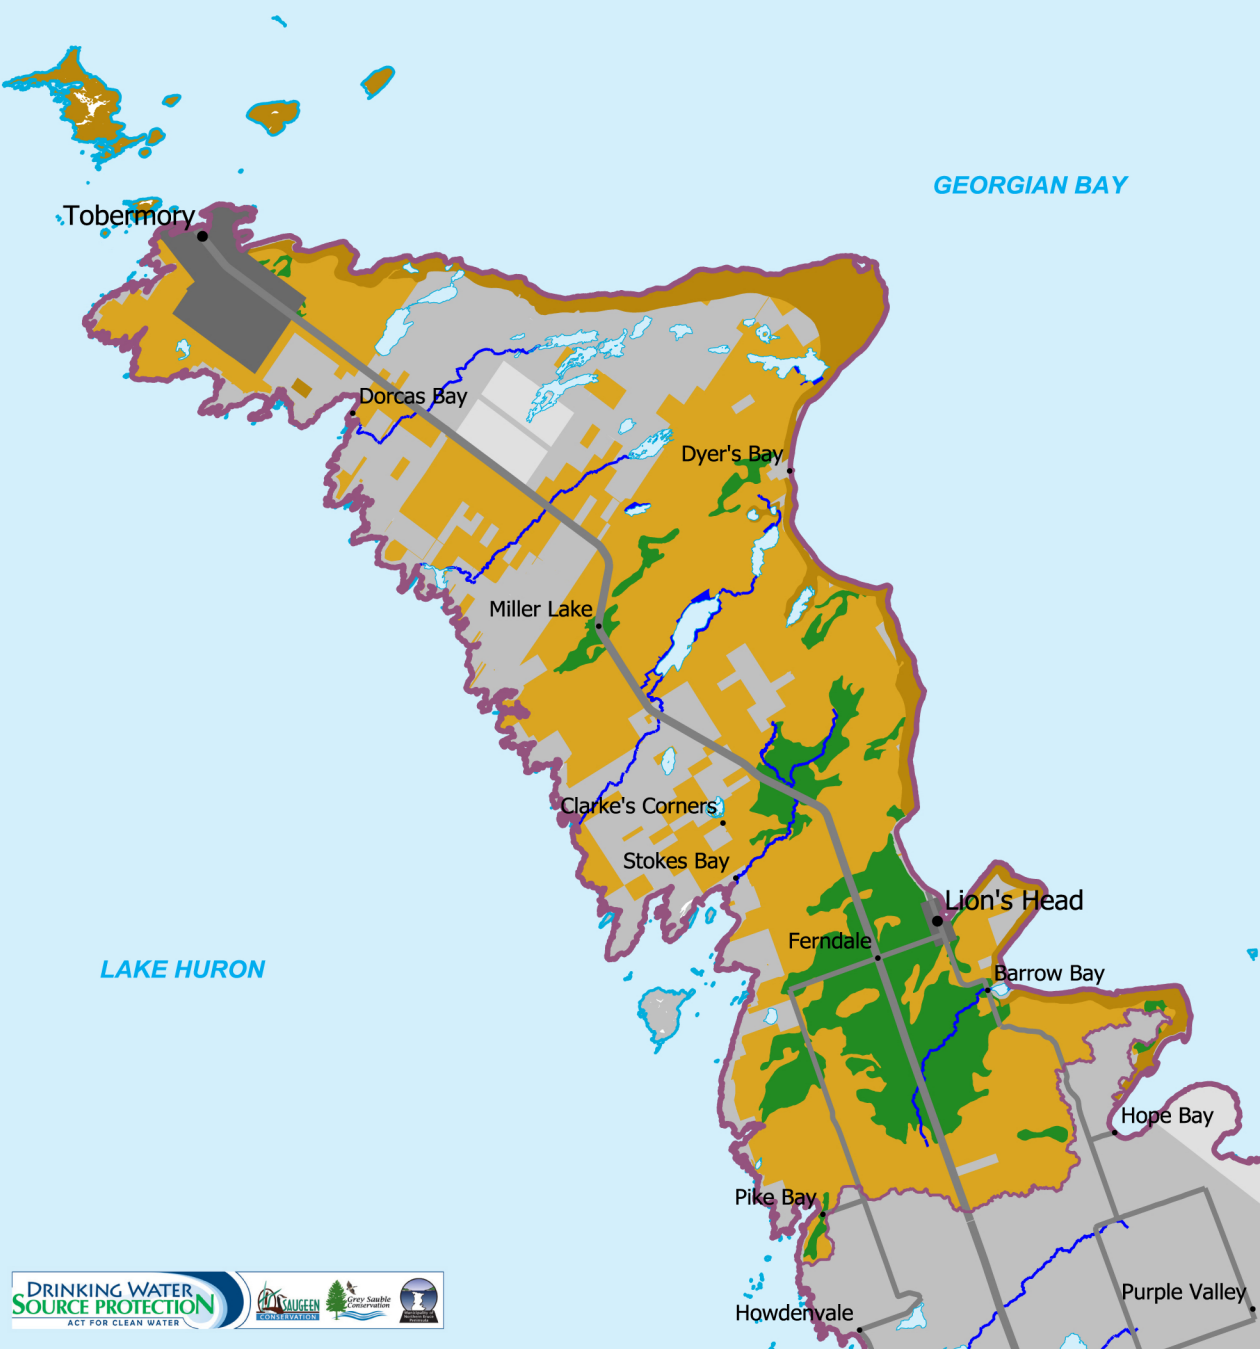 GEORGIAN BAY
Tobermory
Dorcas Bay
Dyer's Bay
Miller Lake
Clarke's Corners
Stokes Bay
Lion's Head
Ferndale
LAKE HURON
Barrow Bay
Hope Bay
Pike Bay
Purple Valley
Howdenvale
DRINKING WATER
SOURCE PROTECTION
ACT FOR CLEAN WATER
SAUGEEN
CONSERVATION
Grey Sauble
Conservation